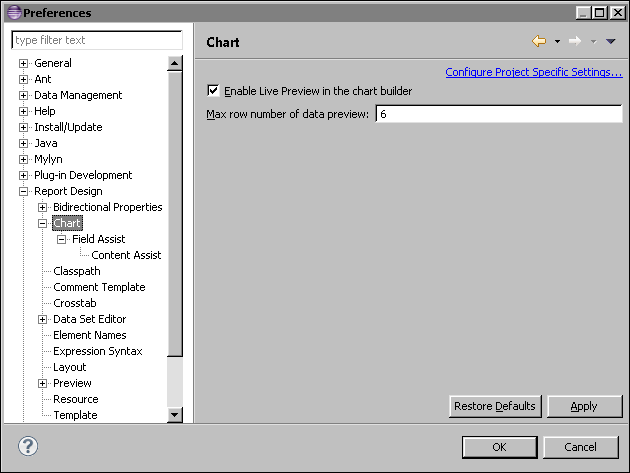 Preferences
type filter text
General
Ant
Data Management
Help
Install/Update
Java
Mylyn
Plug-in Development
Report Design
Bidirectional Properties
Chart
Field Assist
Content Assist
Classpath
Comment Template
Crosstab
Data Set Editor
Element Names
Expression Syntax
Layout
Preview
Resource
Template
Chart
Configure Project Specific Settings...
Enable Live Preview in the chart builder
Max row number of data preview: 6
Restore Defaults Apply
? OK Cancel